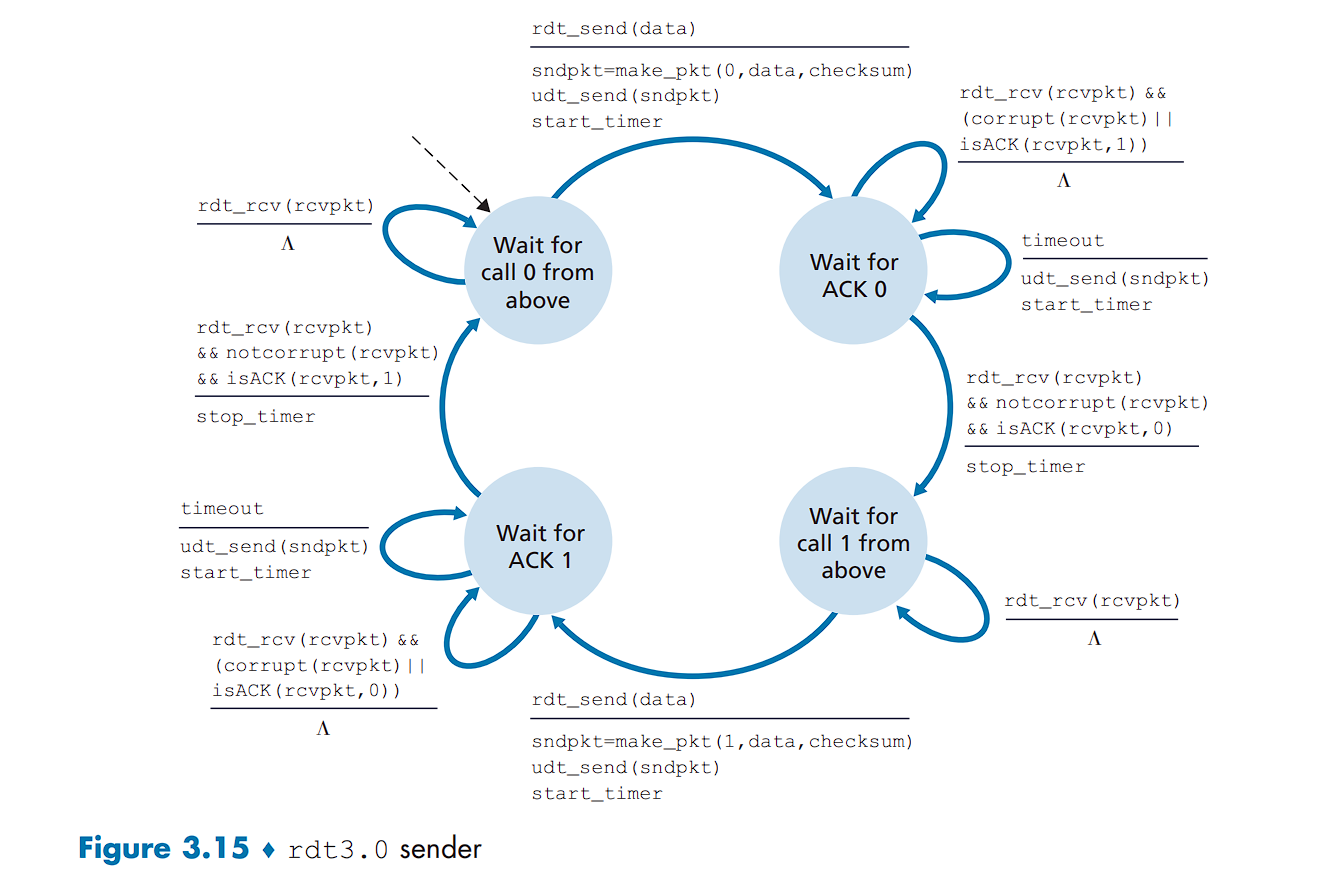 rdt_send(data)
sndpkt=make_pkt(0,data,checksum)
udt_send(sndpkt)
start_timer
rdt_rcv(rcvpkt) &&
(corrupt(rcvpkt)||
isACK(rcvpkt,1))
Λ
rdt_rcv(rcvpkt)
Λ
Wait for
call 0 from
above
Wait for
ACK 0
timeout
udt_send(sndpkt)
start_timer
rdt_rcv(rcvpkt)
&& notcorrupt(rcvpkt)
&& isACK(rcvpkt,1)
stop_timer
rdt_rcv(rcvpkt)
&& notcorrupt(rcvpkt)
&& isACK(rcvpkt,0)
stop_timer
timeout
udt_send(sndpkt)
start_timer
Wait for
ACK 1
Wait for
call 1 from
above
rdt_rcv(rcvpkt)
Λ
rdt_rcv(rcvpkt) &&
(corrupt(rcvpkt)||
isACK(rcvpkt,0))
Λ
rdt_send(data)
sndpkt=make_pkt(1,data,checksum)
udt_send(sndpkt)
start_timer
Figure 3.15 ♦ rdt3.0 sender